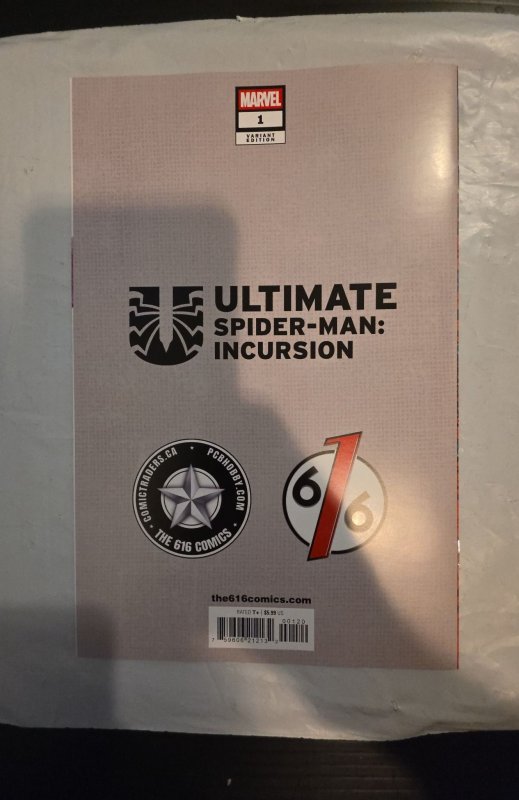 MARVEL
1
VARIANT
EDITION
ULTIMATE
SPIDER-MAN:
INCURSION
COMICTRADERS.CA • PCBHOBBY.COM
• THE 616 COMICS •
616
the616comics.com
RATED T+ | $5.99 US
00120